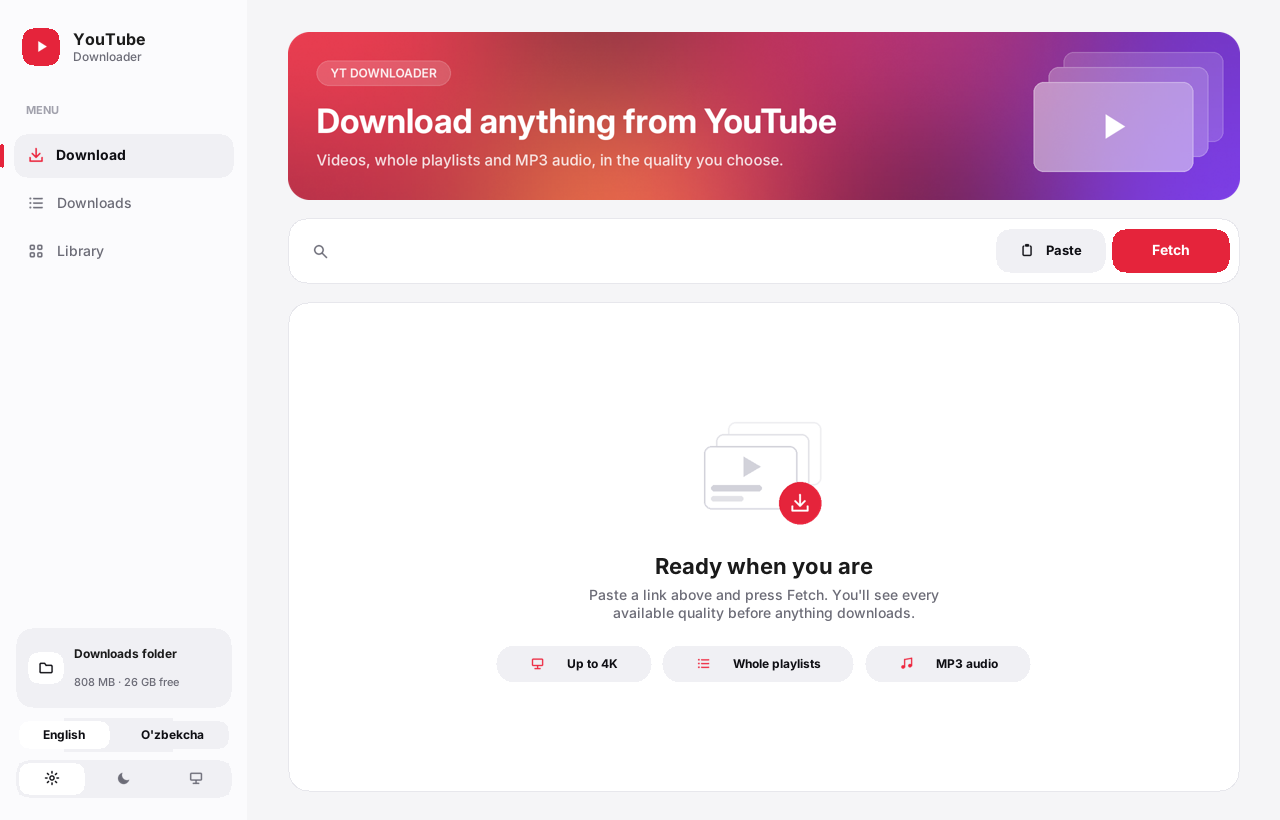 YouTube
Downloader
MENU
Download
Downloads
Library
Downloads folder
808 MB · 26 GB free
English
O'zbekcha
YT DOWNLOADER
Download anything from YouTube
Videos, whole playlists and MP3 audio, in the quality you choose.
Paste
Fetch
Ready when you are
Paste a link above and press Fetch. You'll see every
available quality before anything downloads.
Up to 4K
Whole playlists
MP3 audio